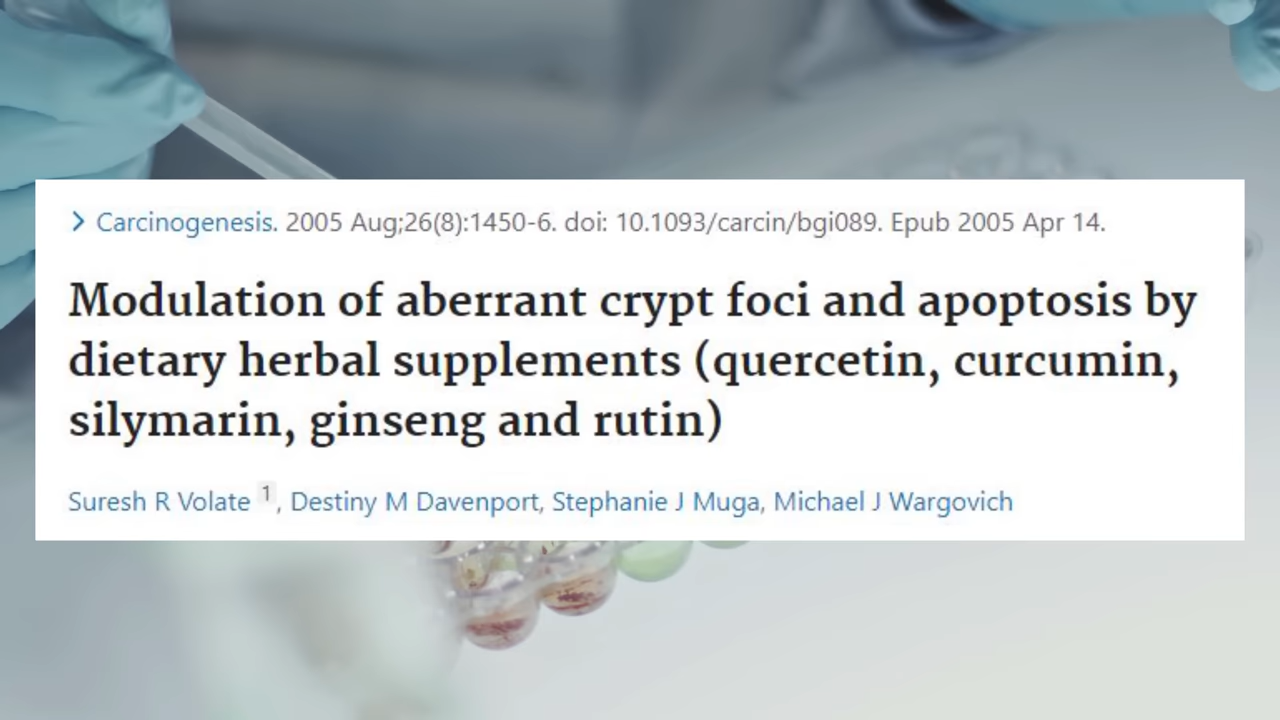 Carcinogenesis. 2005 Aug;26(8):1450-6. doi: 10.1093/carcin/bgi089. Epub 2005 Apr 14.
Modulation of aberrant crypt foci and apoptosis by
dietary herbal supplements (quercetin, curcumin,
silymarin, ginseng and rutin)
Suresh R Volate 1, Destiny M Davenport, Stephanie J Muga, Michael J Wargovich